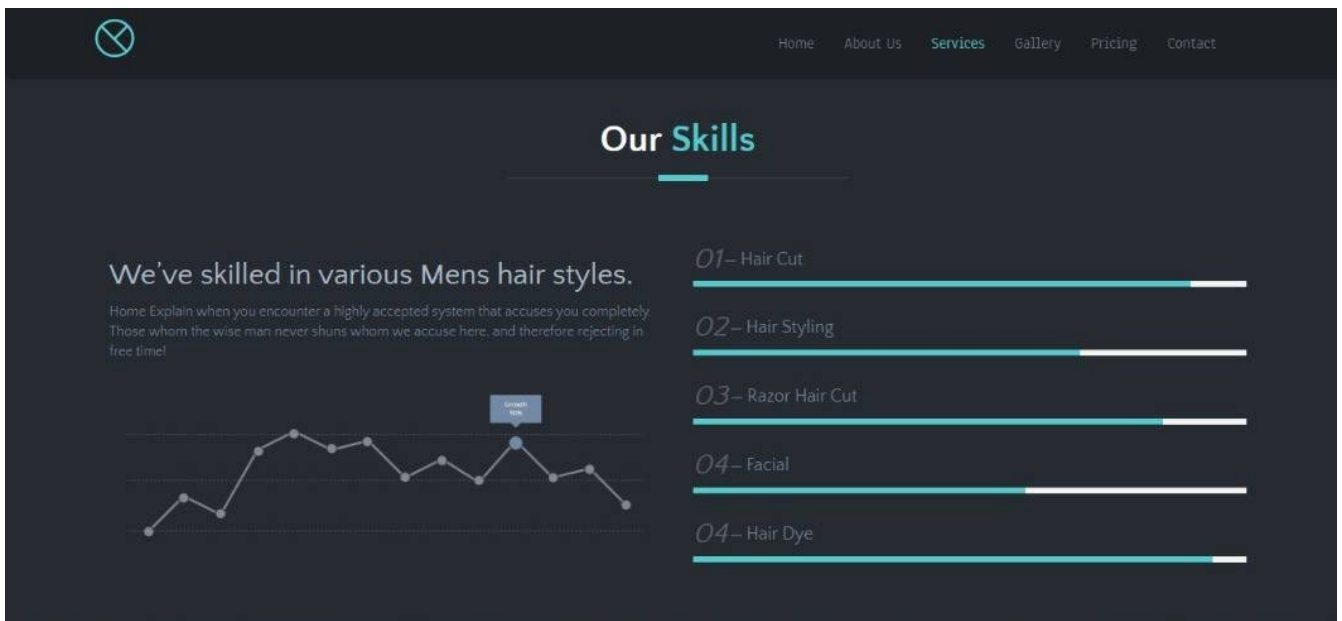 Home About Us Services Gallery Pricing Contact
Our Skills
We've skilled in various Mens hair styles.
Home Explain when you encounter a highly accepted system that accuses you completely
Those whom the wise man never shuns whom we accuse here, and therefore rejecting in
free time!
Growth
01– Hair Cut
02– Hair Styling
03– Razor Hair Cut
04– Facial
04– Hair Dye